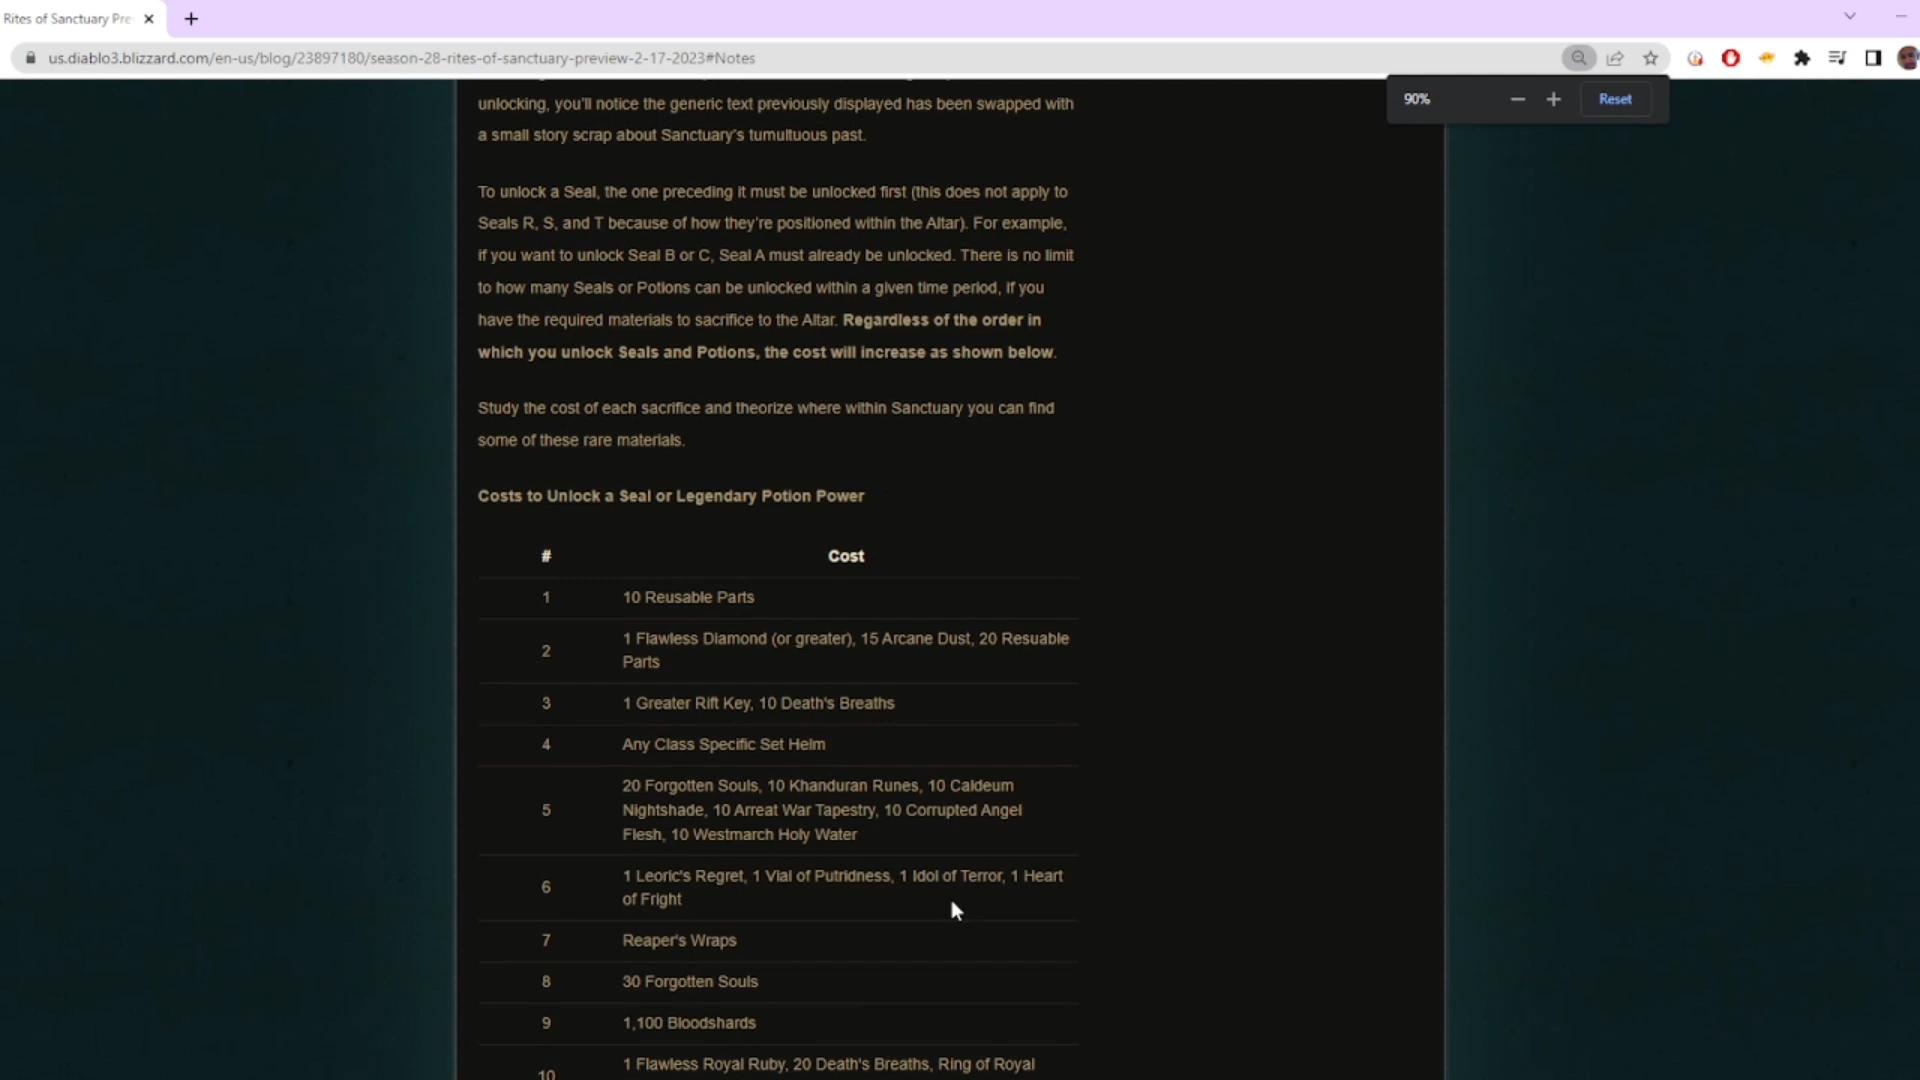 Rites of Sanctuary Pre
us.diablo3.blizzard.com/en-us/blog/23897180/season-28-rites-of-sanctuary-preview-2-17-2023#Notes
90%
Reset
unlocking, you'll notice the generic text previously displayed has been swapped with
a small story scrap about Sanctuary's tumultuous past.
To unlock a Seal, the one preceding it must be unlocked first (this does not apply to
Seals R, S, and T because of how they're positioned within the Altar). For example,
if you want to unlock Seal B or C, Seal A must already be unlocked. There is no limit
to how many Seals or Potions can be unlocked within a given time period, if you
have the required materials to sacrifice to the Altar. Regardless of the order in
which you unlock Seals and Potions, the cost will increase as shown below.
Study the cost of each sacrifice and theorize where within Sanctuary you can find
some of these rare materials.
Costs to Unlock a Seal or Legendary Potion Power
# Cost
1 10 Reusable Parts
2 1 Flawless Diamond (or greater), 15 Arcane Dust, 20 Resuable
Parts
3 1 Greater Rift Key, 10 Death's Breaths
4 Any Class Specific Set Helm
5 20 Forgotten Souls, 10 Khanduran Runes, 10 Caldeum
Nightshade, 10 Arreat War Tapestry, 10 Corrupted Angel
Flesh, 10 Westmarch Holy Water
6 1 Leoric's Regret, 1 Vial of Putridness, 1 Idol of Terror, 1 Heart
of Fright
7 Reaper's Wraps
8 30 Forgotten Souls
9 1,100 Bloodshards
10 1 Flawless Royal Ruby, 20 Death's Breaths, Ring of Royal